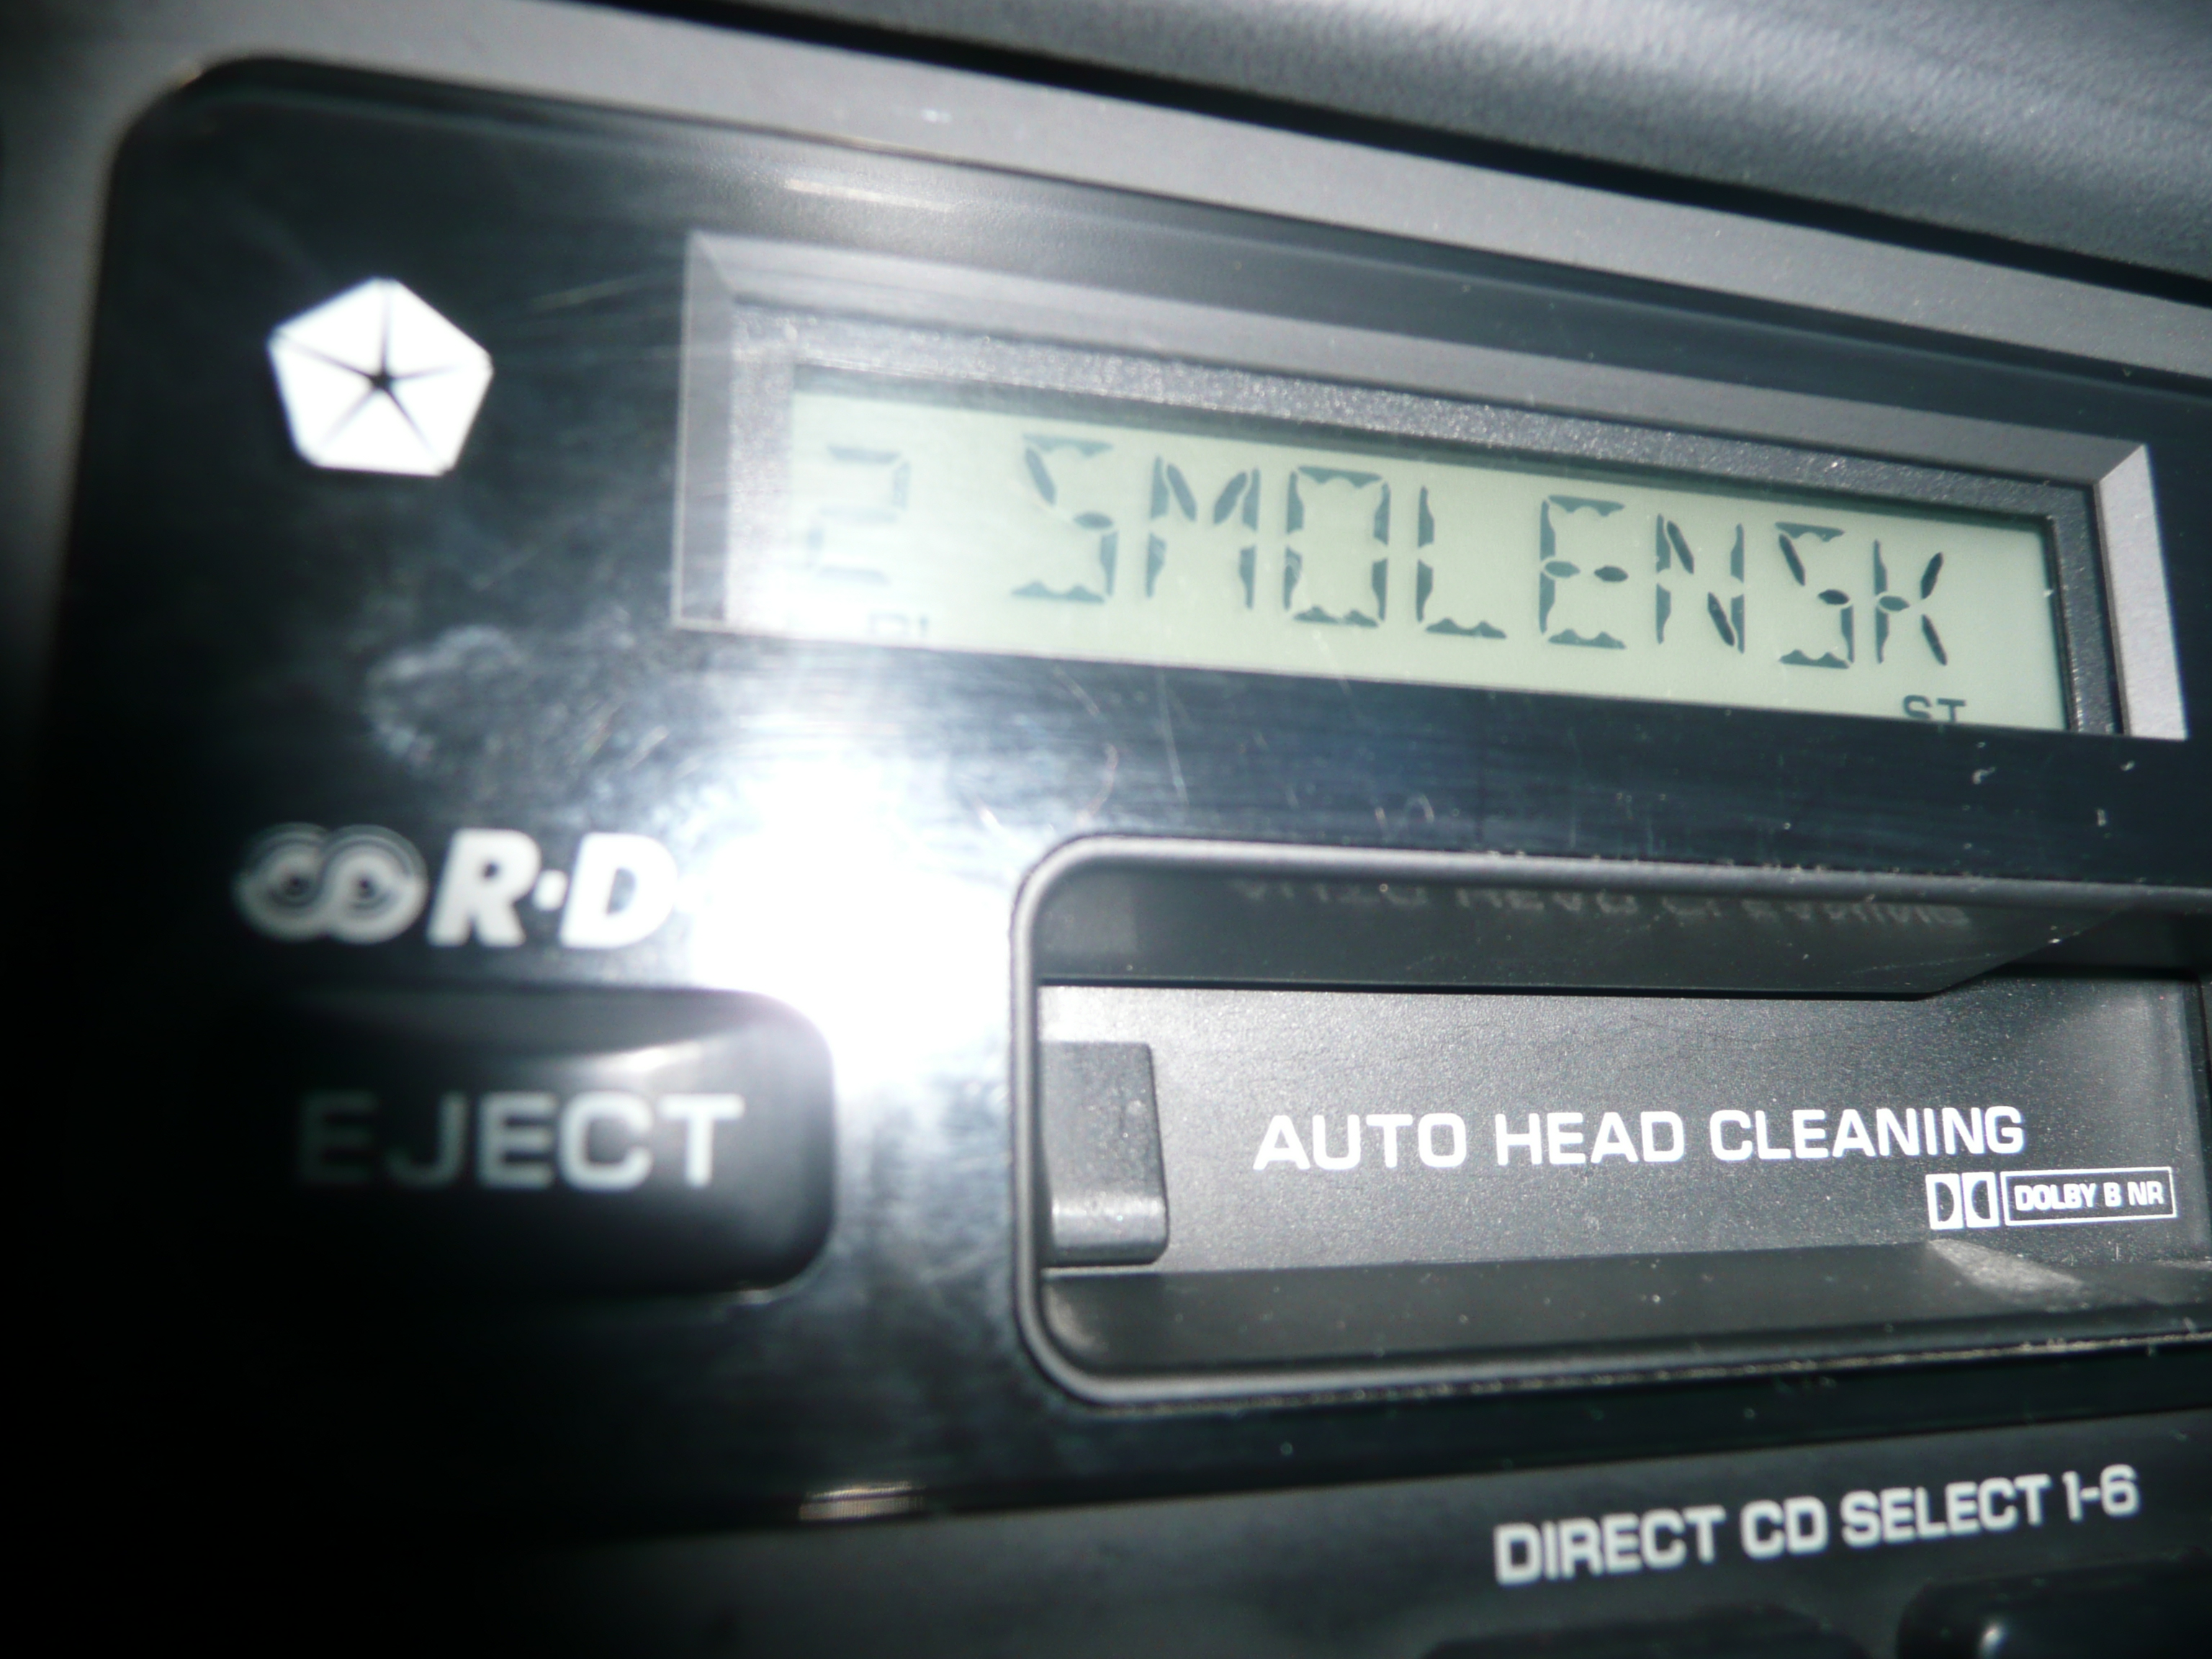 2 SMOLENSK
ST
R·D
EJECT
AUTO HEAD CLEANING
DOLBY B NR
DIRECT CD SELECT 1-6